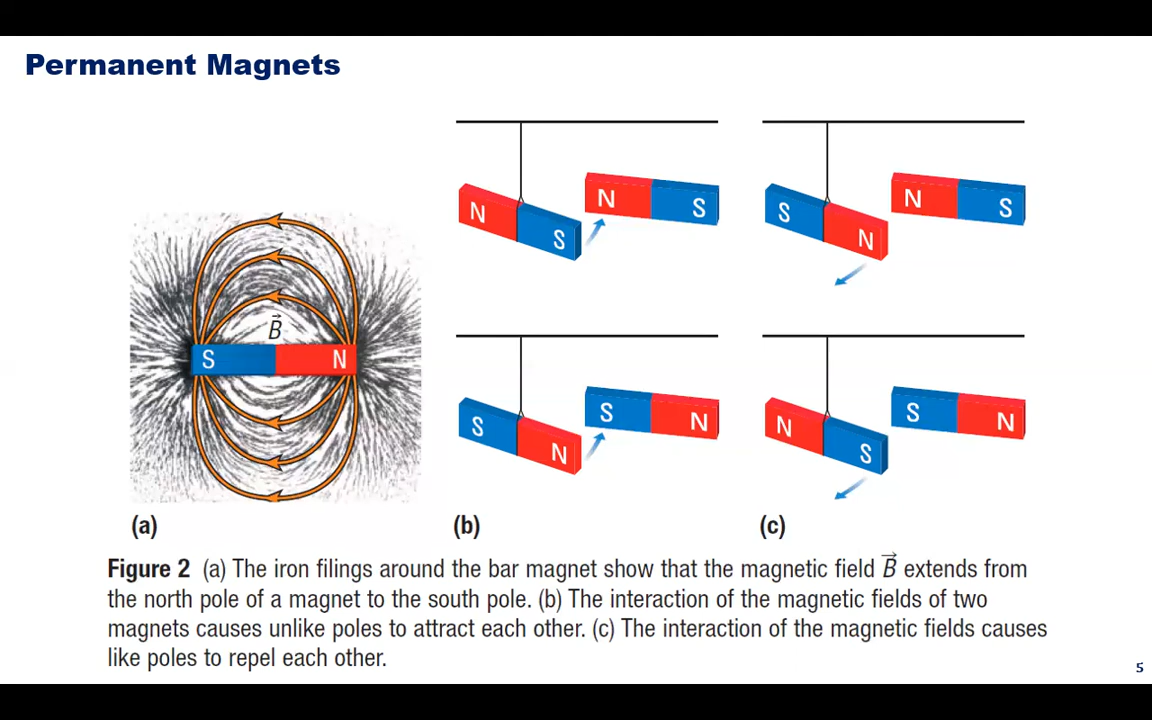 Permanent Magnets
B
S N
(a)
N S N S
S N S N
(b)
S N N S
N S S N
(c)
Figure 2 (a) The iron filings around the bar magnet show that the magnetic field B extends from
the north pole of a magnet to the south pole. (b) The interaction of the magnetic fields of two
magnets causes unlike poles to attract each other. (c) The interaction of the magnetic fields causes
like poles to repel each other.
5